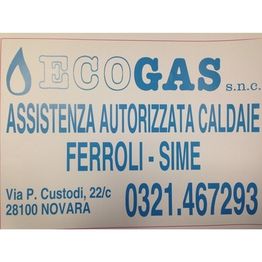 ECOGAS s.n.c.
ASSISTENZA AUTORIZZATA CALDAIE
FERROLI - SIME
Via P. Custodi, 22/c
28100 NOVARA
0321.467293